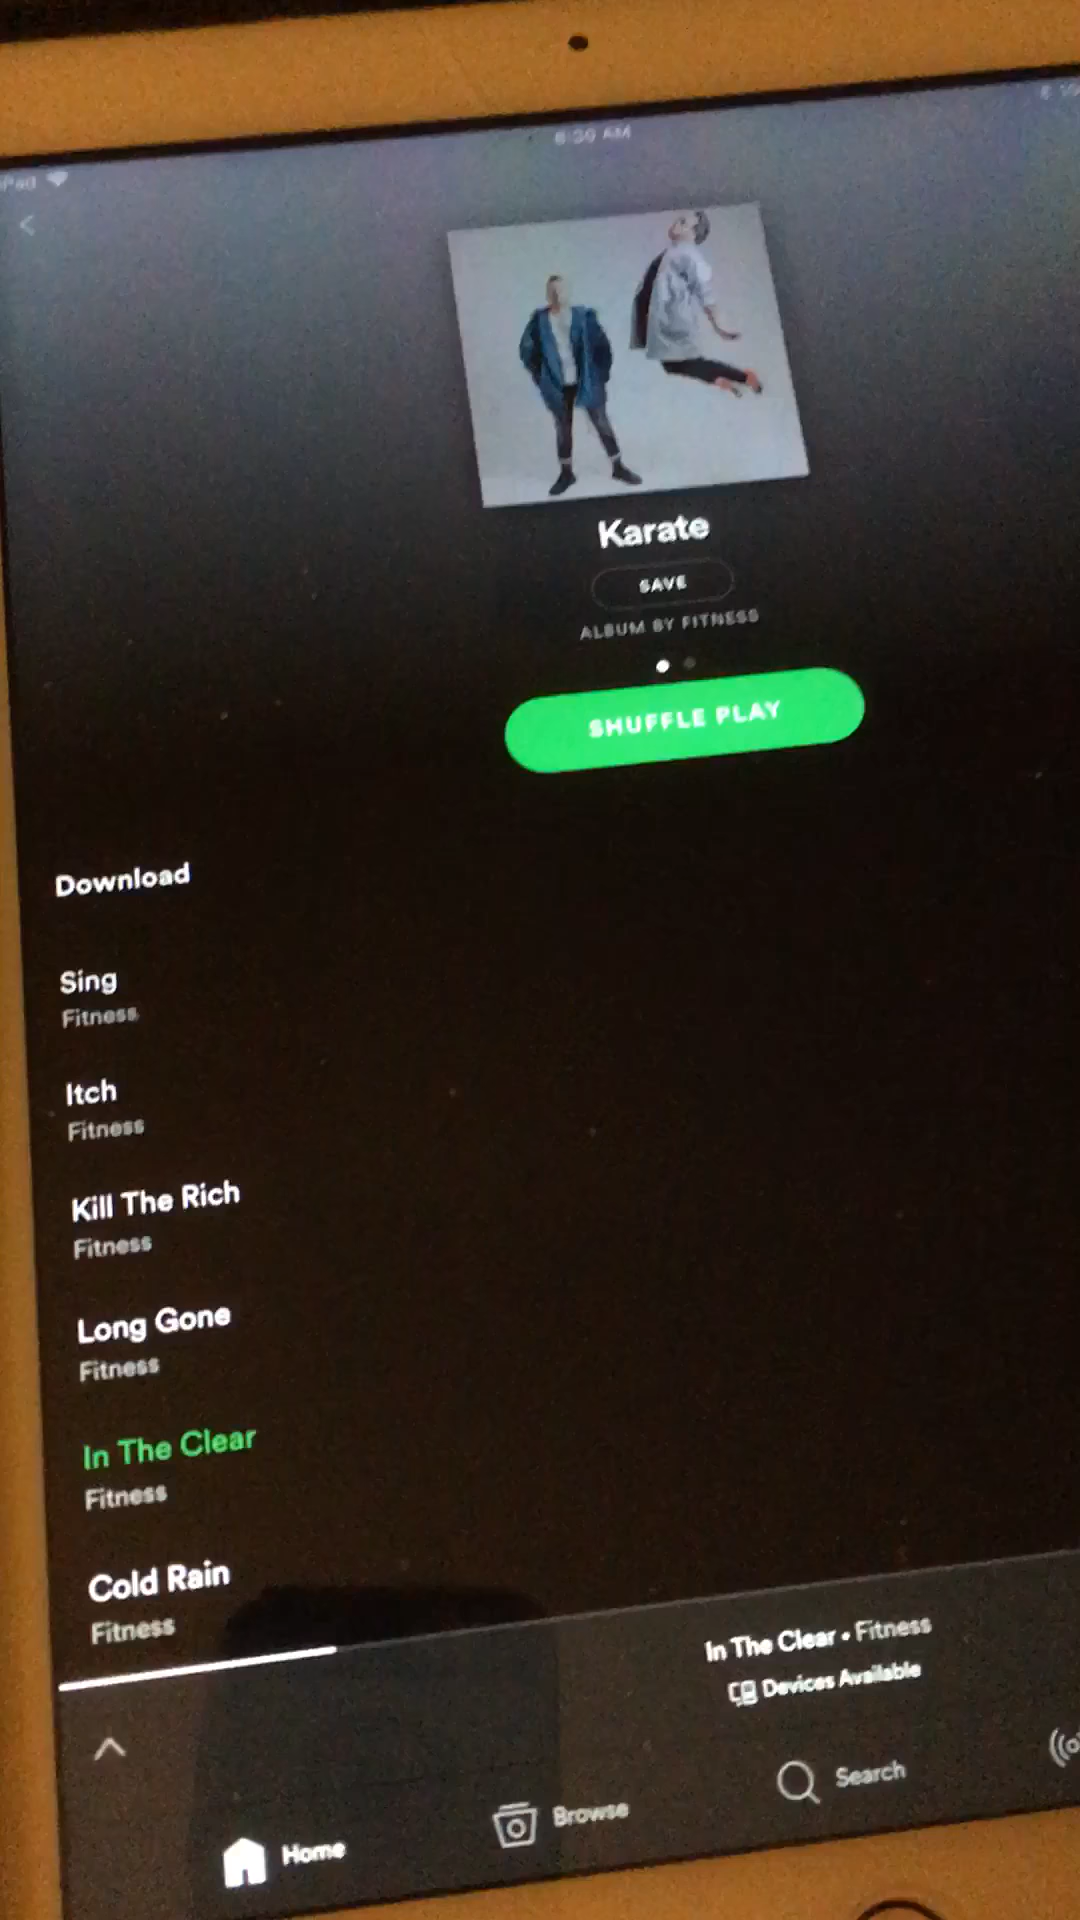 iPad
6:30 AM
Karate
SAVE
ALBUM BY FITNESS
SHUFFLE PLAY
Download
Sing
Fitness
Itch
Fitness
Kill The Rich
Fitness
Long Gone
Fitness
In The Clear
Fitness
Cold Rain
Fitness
In The Clear • Fitness
Devices Available
Home
Browse
Search